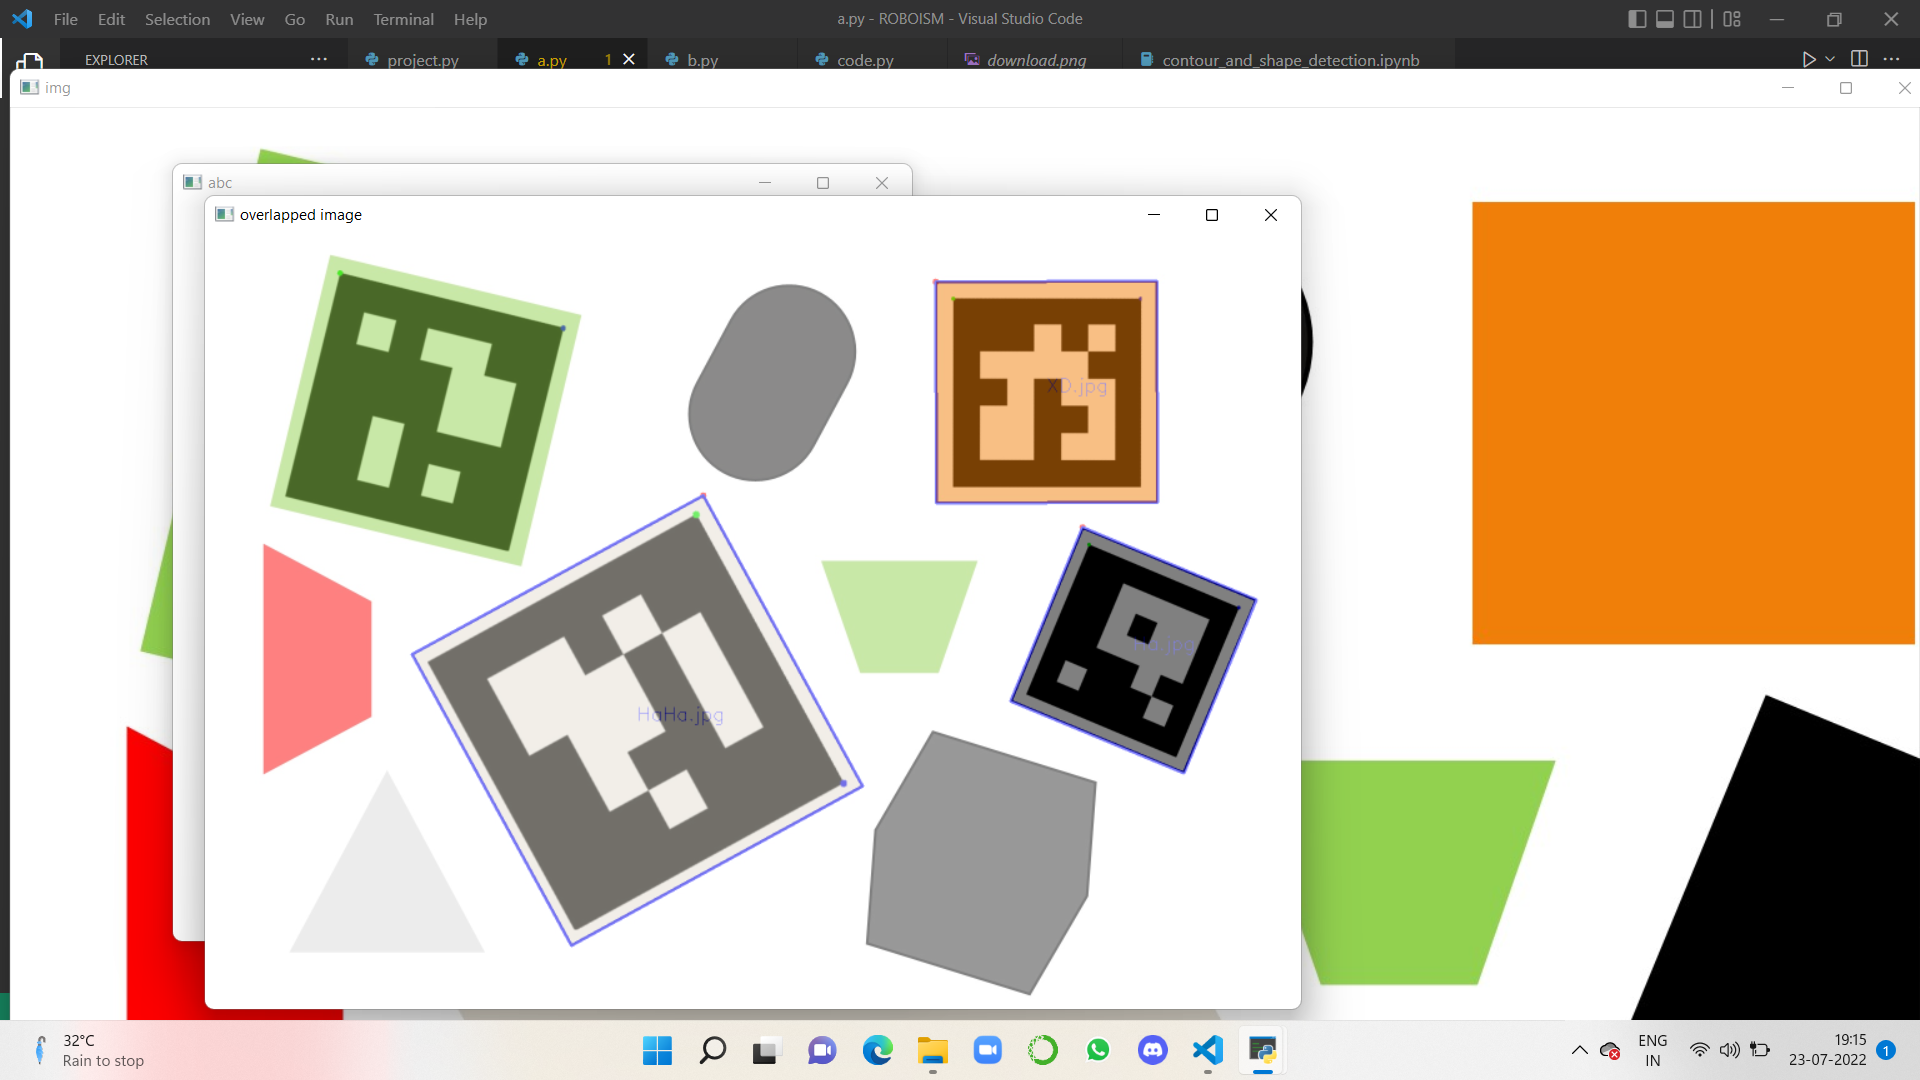 File Edit Selection View Go Run Terminal Help
a.py - ROBOISM - Visual Studio Code
EXPLORER
project.py
a.py 1
b.py
code.py
download.png
contour_and_shape_detection.ipynb
img
abc
overlapped image
XD.jpg
Ha.jpg
HaHa.jpg
32°C
Rain to stop
ENG
IN
19:15
23-07-2022
1